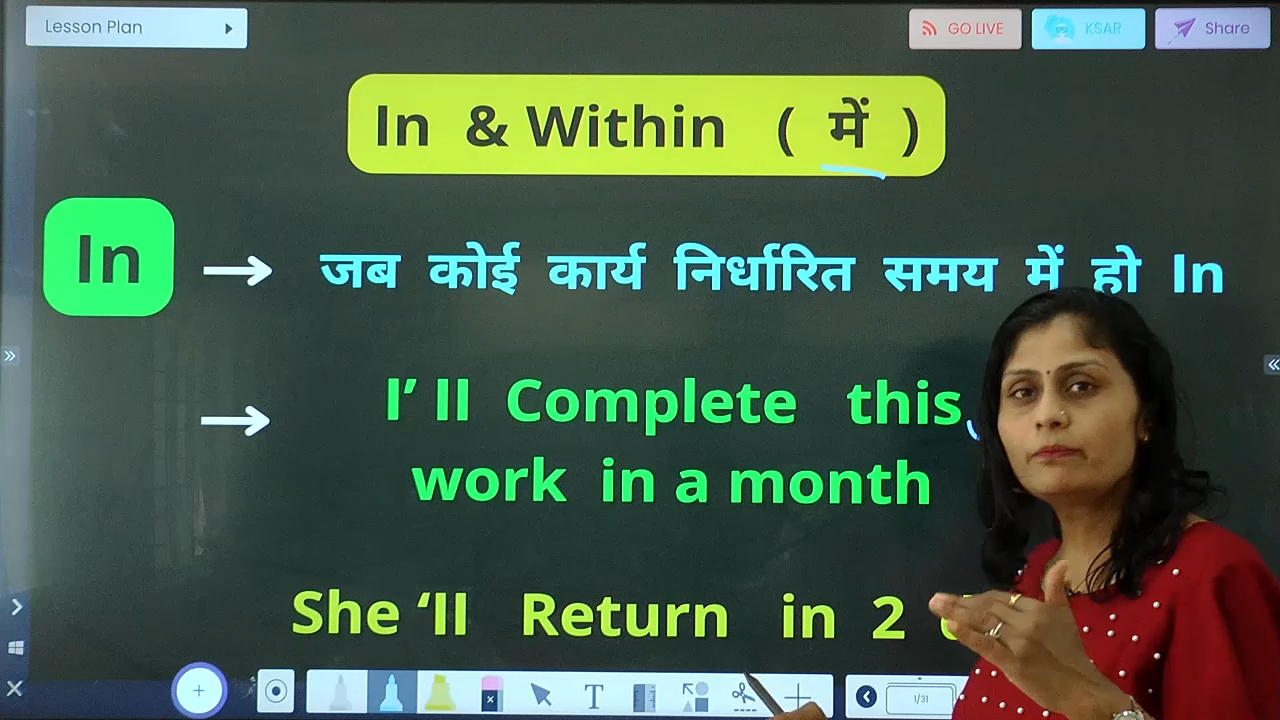 Lesson Plan
GO LIVE
KSAR
Share
In & Within ( में )
In → जब कोई कार्य निर्धारित समय में हो In
→ I’ ll Complete this
work in a month
She ‘ll Return in 2
T
1/31